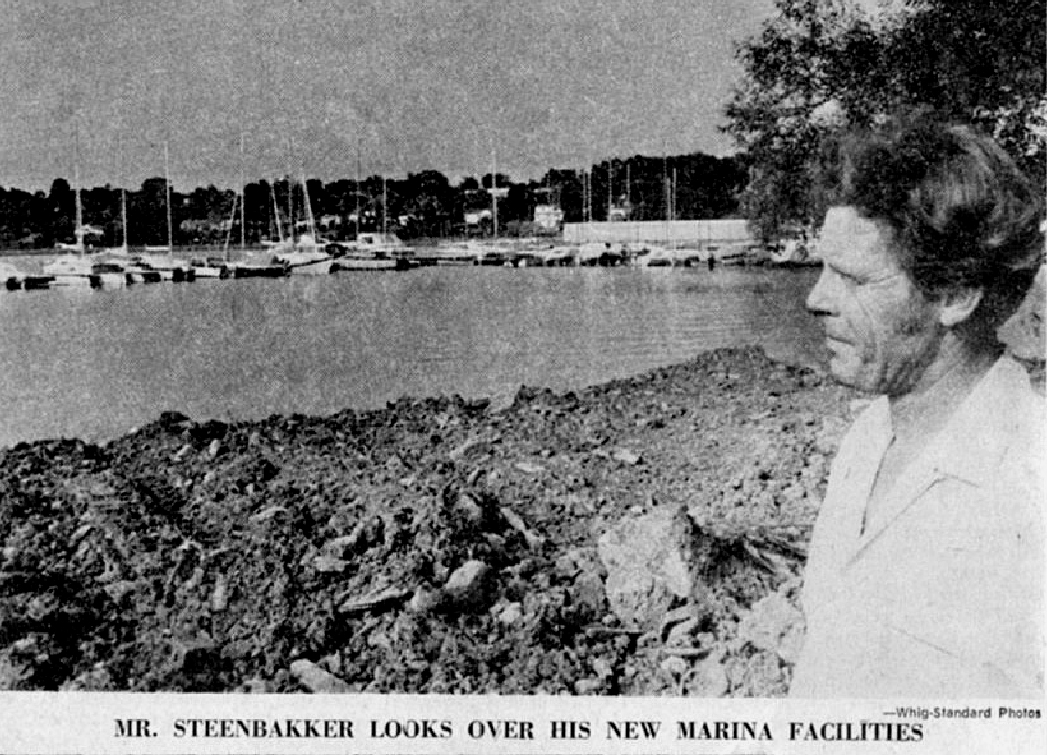 —Whig-Standard Photos
MR. STEENBAKKER LOOKS OVER HIS NEW MARINA FACILITIES